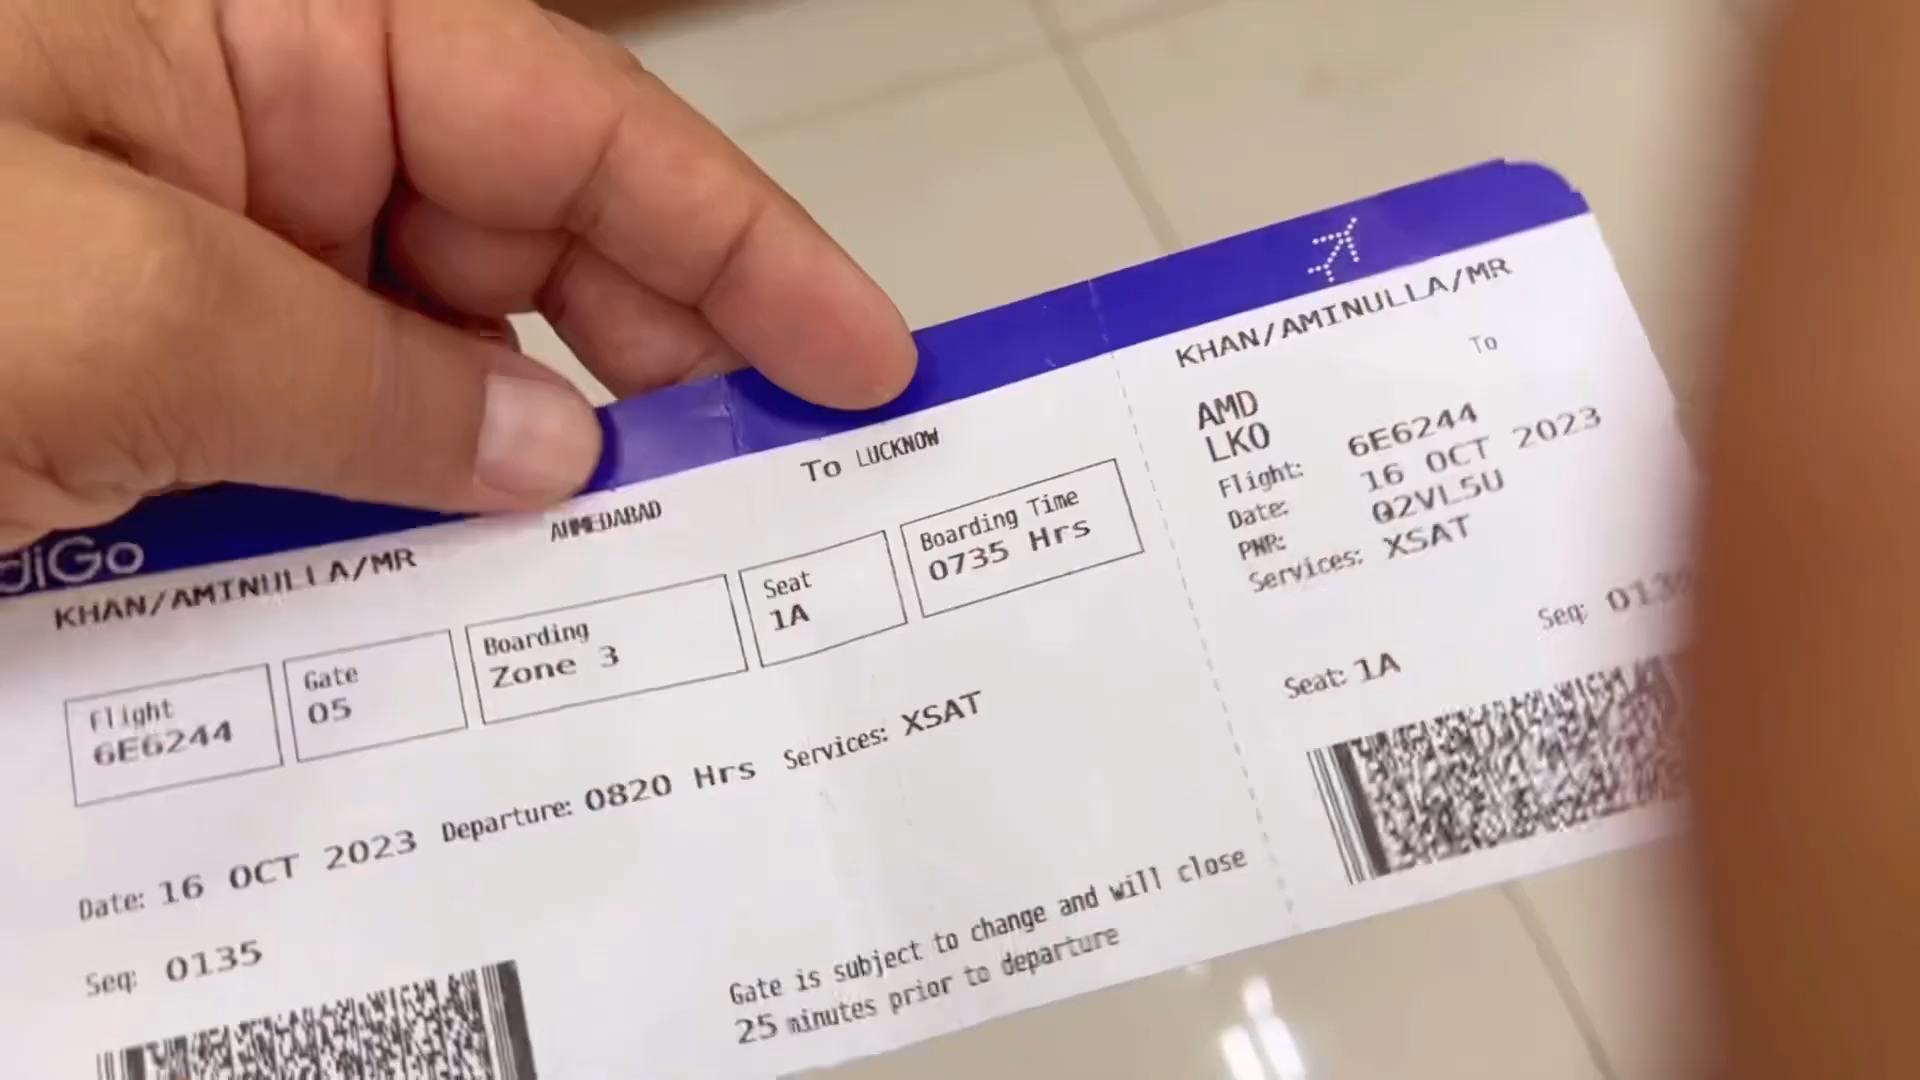 diGo
KHAN/AMINULLA/MR
AHMEDABAD
To LUCKNOW
Flight
6E6244
Gate
05
Boarding
Zone 3
Seat
1A
Boarding Time
0735 Hrs
Date: 16 OCT 2023 Departure: 0820 Hrs Services: XSAT
Seq: 0135
Gate is subject to change and will close
25 minutes prior to departure
KHAN/AMINULLA/MR
To
AMD
LKO
Flight: 6E6244
Date: 16 OCT 2023
PNR: Q2VL5U
Services: XSAT
Seq:
Seat: 1A